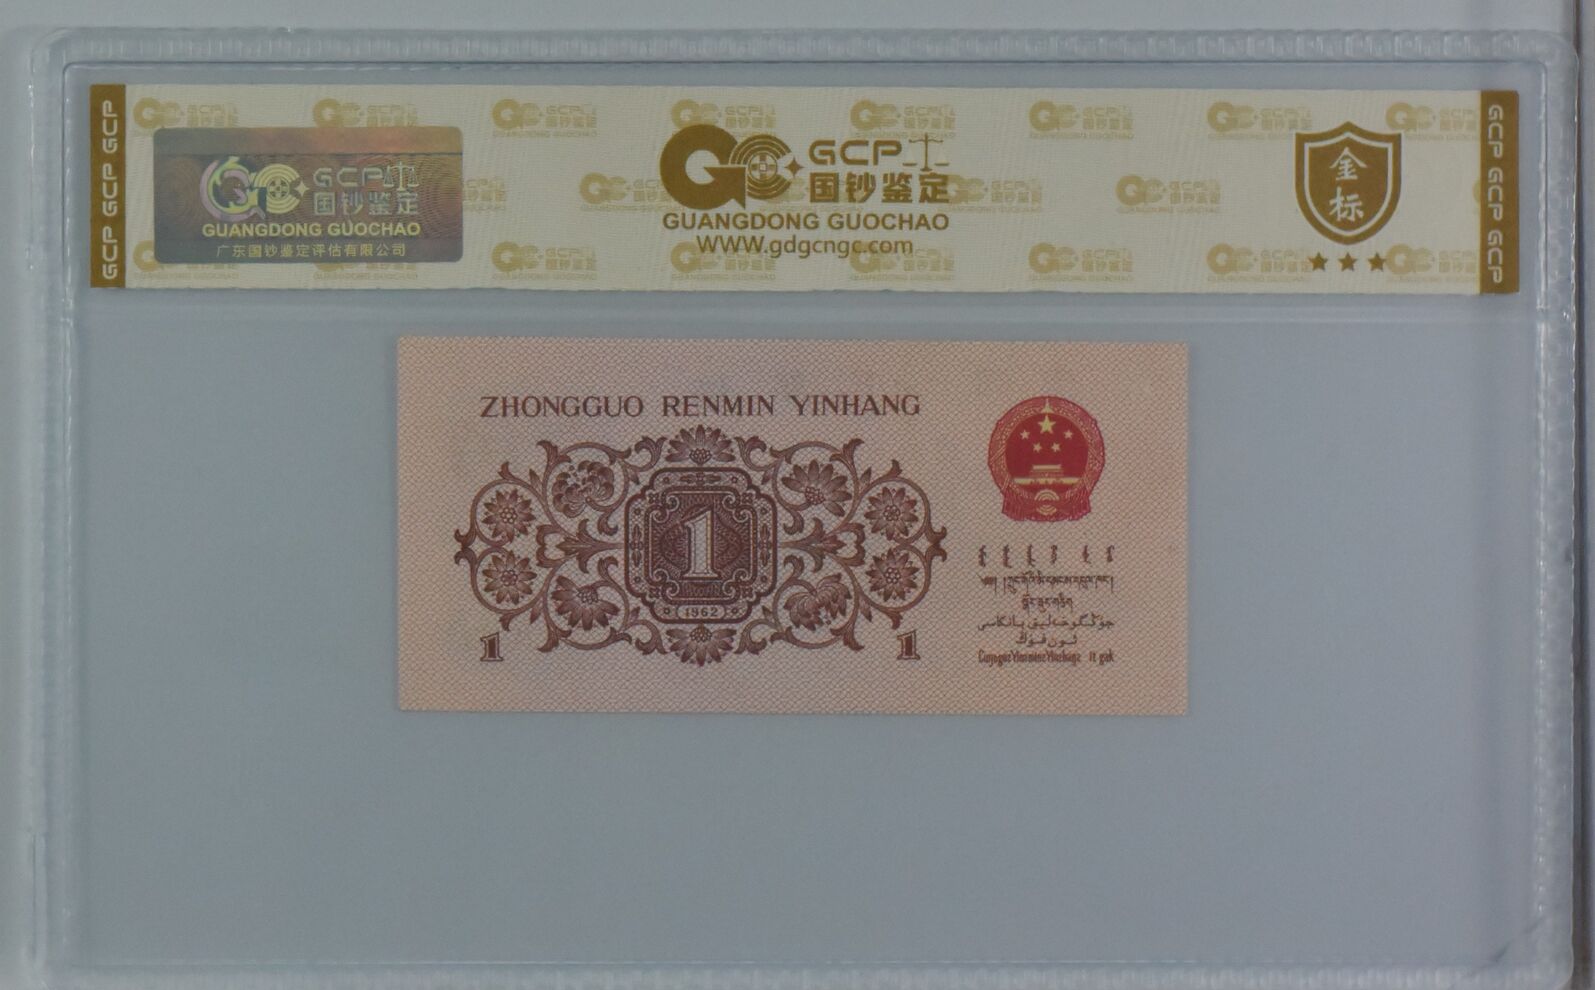 GCP GCP GCP
GCP
国钞鉴定
GUANGDONG GUOCHAO
广东国钞鉴定评估有限公司
GCP
国钞鉴定
GUANGDONG GUOCHAO
WWW.gdgcngc.com
金
标
GCP GCP GCP
ZHONGGUO RENMIN YINHANG
1
1962
1
1